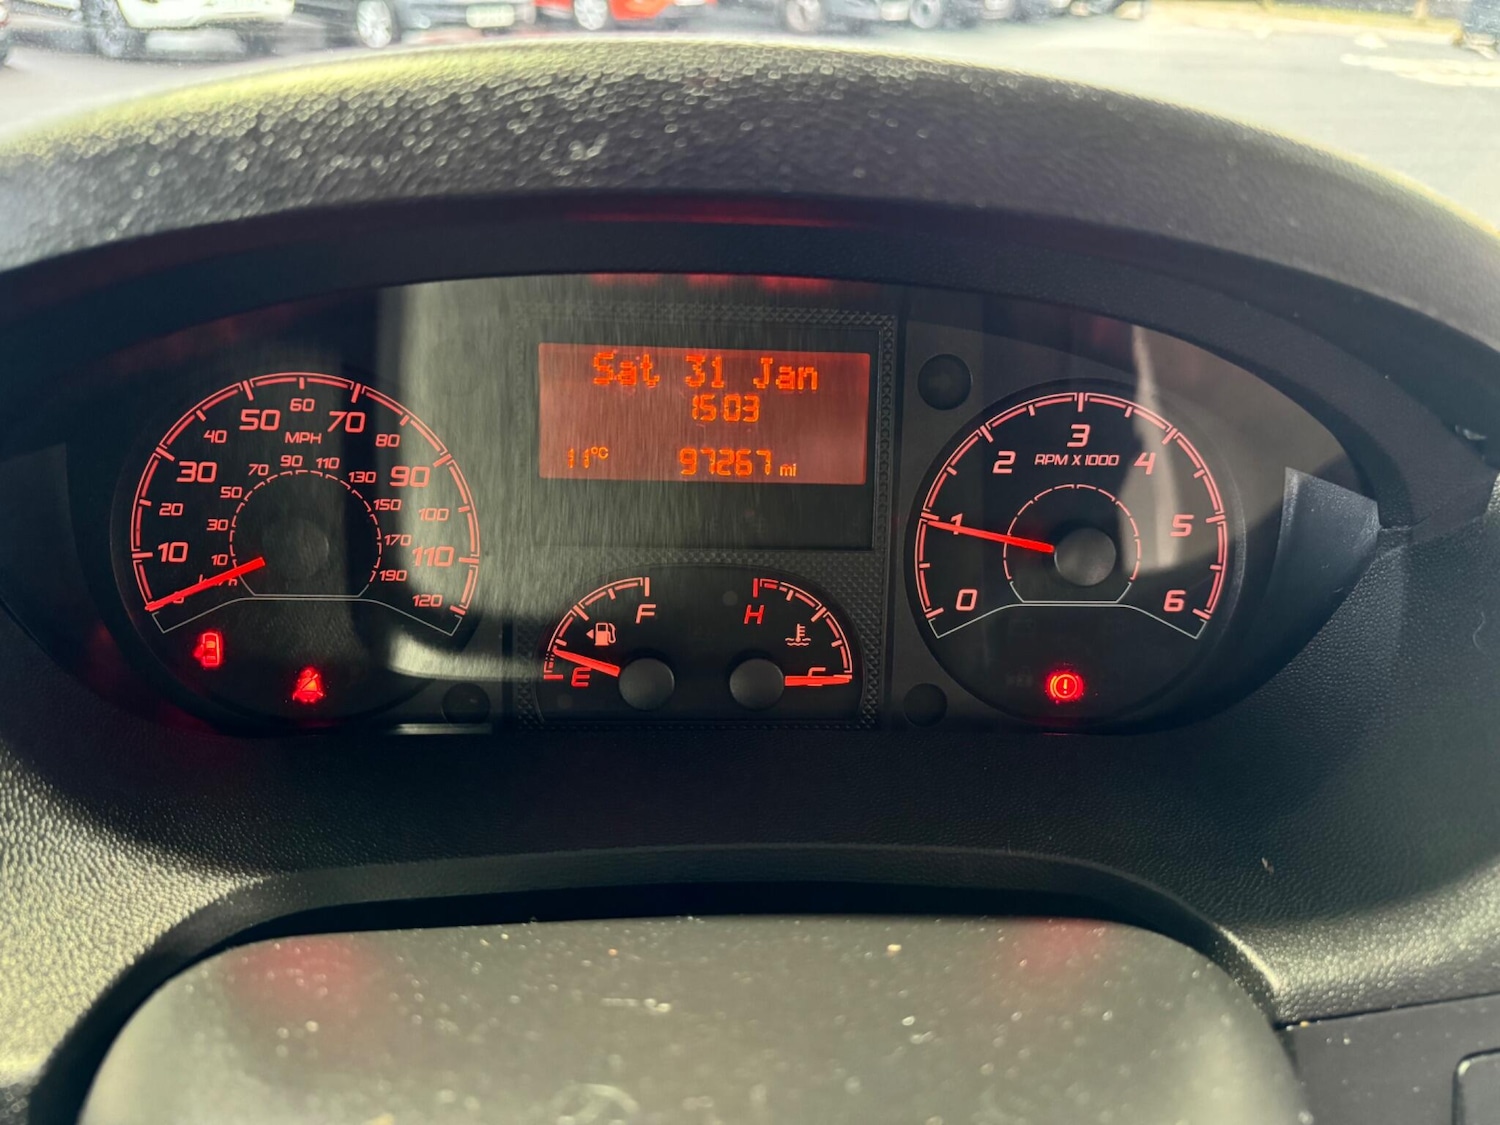 Sat 31 Jan
15 03
11°C 97267 mi
10 20 30 40 50 60 70 80 90 100 110 120
MPH
10 30 50 70 90 110 130 150 170 190
F
E
H
C
0 1 2 3 4 5 6
RPM X 1000